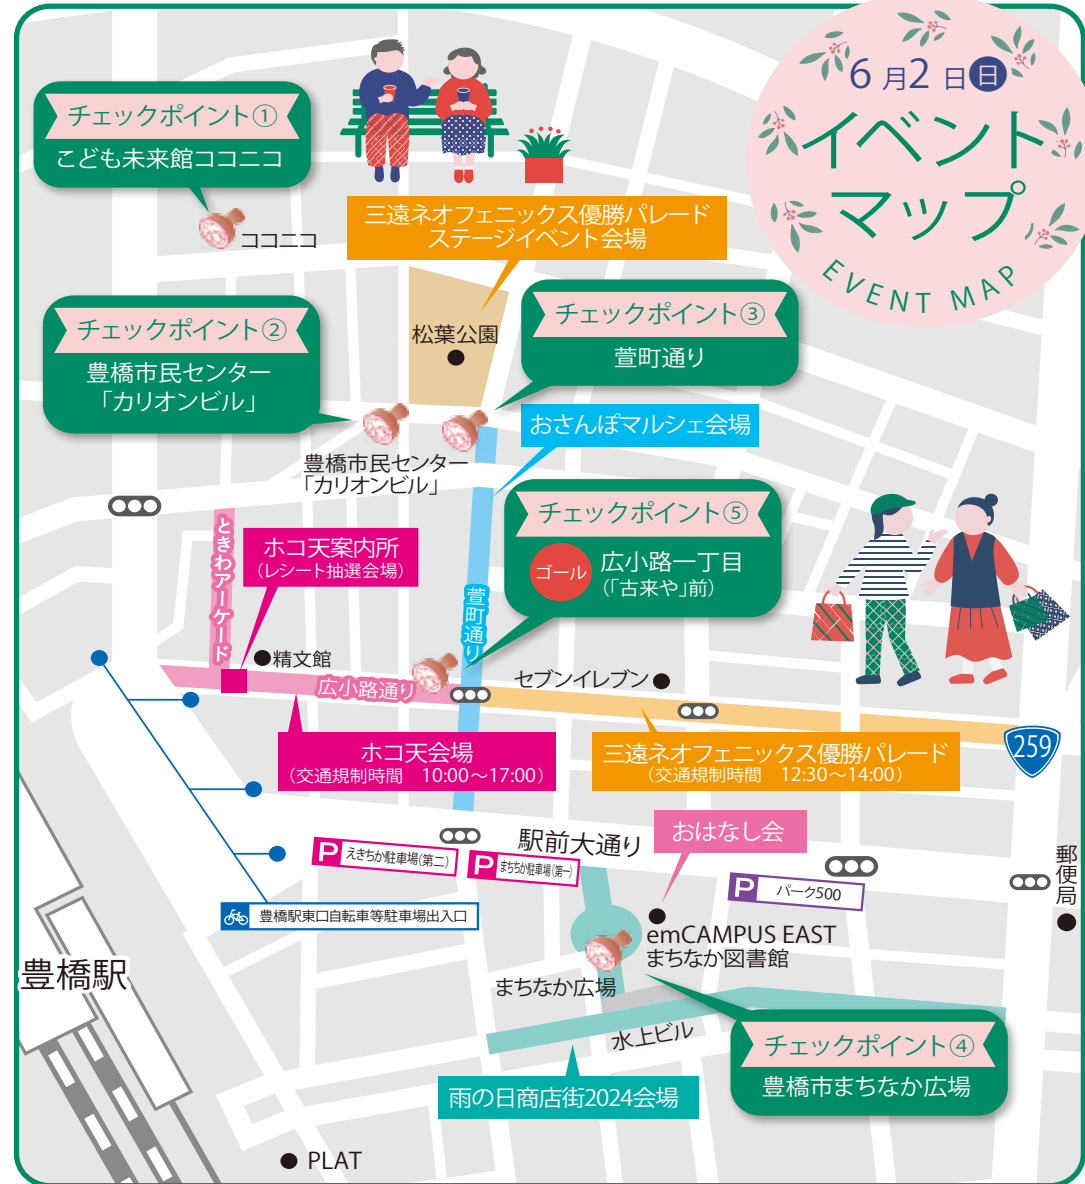 6月2日日
イベント
マップ
EVENT MAP
チェックポイント①
こども未来館ココニコ
ココニコ
三遠ネオフェニックス優勝パレード
ステージイベント会場
松葉公園
チェックポイント②
豊橋市民センター
「カリオンビル」
チェックポイント③
萱町通り
豊橋市民センター
「カリオンビル」
おさんぽマルシェ会場
チェックポイント⑤
ゴール
広小路一丁目
(「古来や」前)
ときわアーケード
ホコ天案内所
(レシート抽選会場)
萱町通り
精文館
広小路通り
セブンイレブン
259
ホコ天会場
(交通規制時間 10:00~17:00)
三遠ネオフェニックス優勝パレード
(交通規制時間 12:30~14:00)
駅前大通り
おはなし会
P えきちか駐車場(第二)
P まちちか駐車場(第一)
P パーク500
郵便局
豊橋駅東口自転車等駐車場出入口
emCAMPUS EAST
まちなか図書館
豊橋駅
まちなか広場
水上ビル
チェックポイント④
豊橋市まちなか広場
雨の日商店街2024会場
PLAT